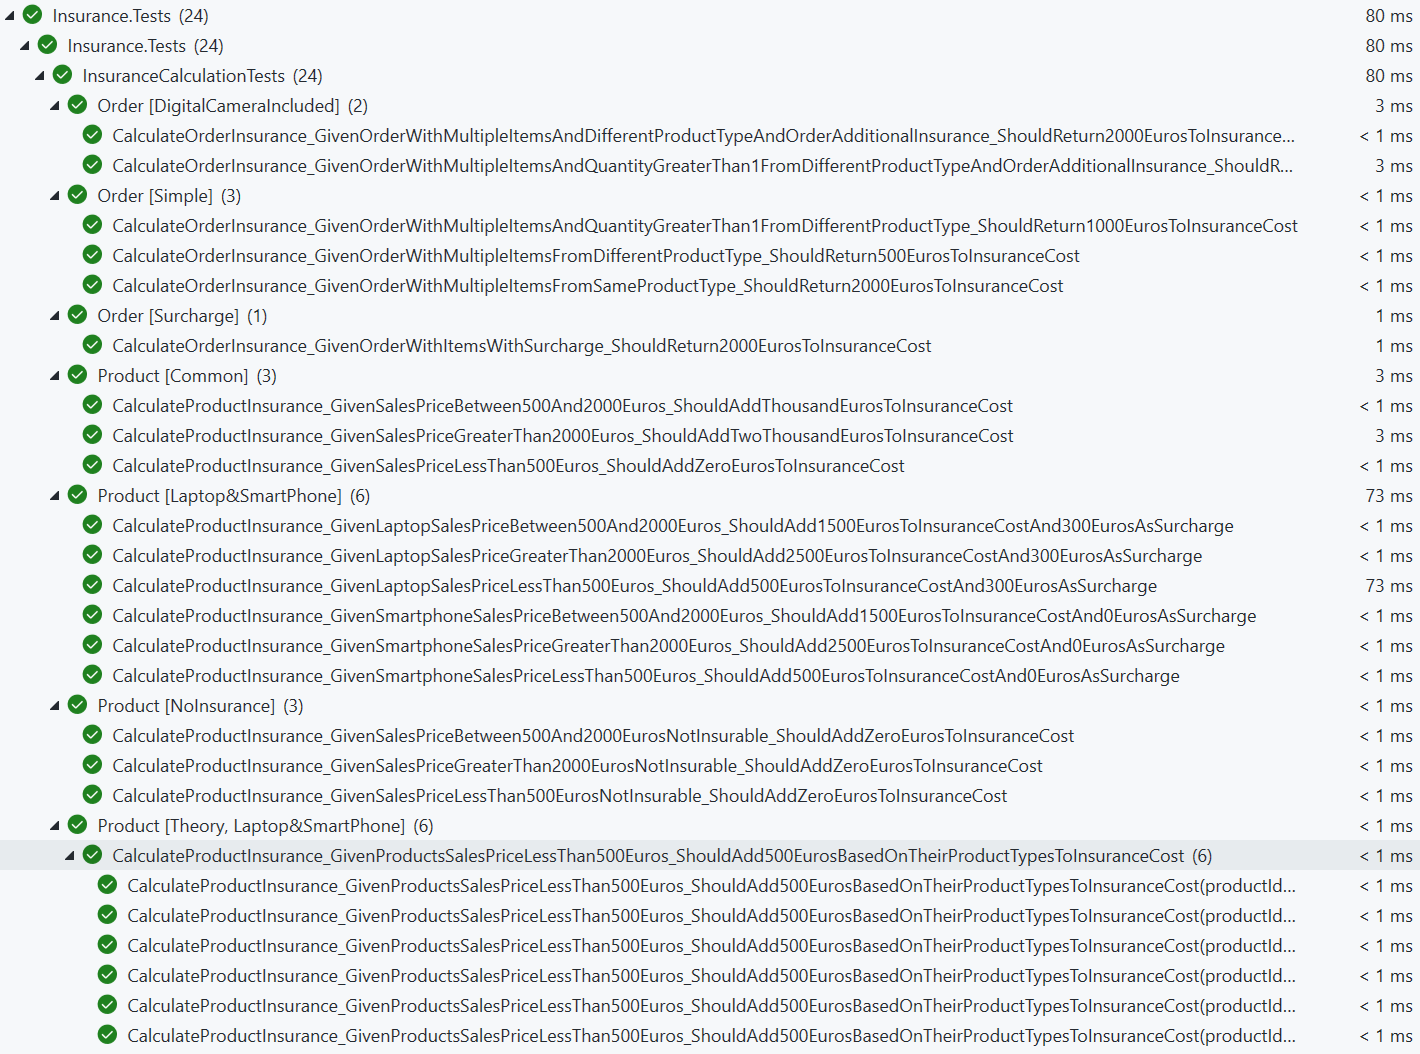 Insurance.Tests (24) 80 ms
Insurance.Tests (24) 80 ms
InsuranceCalculationTests (24) 80 ms
Order [DigitalCameraIncluded] (2) 3 ms
CalculateOrderInsurance_GivenOrderWithMultipleItemsAndDifferentProductTypeAndOrderAdditionalInsurance_ShouldReturn2000EurosToInsurance... < 1 ms
CalculateOrderInsurance_GivenOrderWithMultipleItemsAndQuantityGreaterThan1FromDifferentProductTypeAndOrderAdditionalInsurance_ShouldR... 3 ms
Order [Simple] (3) < 1 ms
CalculateOrderInsurance_GivenOrderWithMultipleItemsAndQuantityGreaterThan1FromDifferentProductType_ShouldReturn1000EurosToInsuranceCost < 1 ms
CalculateOrderInsurance_GivenOrderWithMultipleItemsFromDifferentProductType_ShouldReturn500EurosToInsuranceCost < 1 ms
CalculateOrderInsurance_GivenOrderWithMultipleItemsFromSameProductType_ShouldReturn2000EurosToInsuranceCost < 1 ms
Order [Surcharge] (1) 1 ms
CalculateOrderInsurance_GivenOrderWithItemsWithSurcharge_ShouldReturn2000EurosToInsuranceCost 1 ms
Product [Common] (3) 3 ms
CalculateProductInsurance_GivenSalesPriceBetween500And2000Euros_ShouldAddThousandEurosToInsuranceCost < 1 ms
CalculateProductInsurance_GivenSalesPriceGreaterThan2000Euros_ShouldAddTwoThousandEurosToInsuranceCost 3 ms
CalculateProductInsurance_GivenSalesPriceLessThan500Euros_ShouldAddZeroEurosToInsuranceCost < 1 ms
Product [Laptop&SmartPhone] (6) 73 ms
CalculateProductInsurance_GivenLaptopSalesPriceBetween500And2000Euros_ShouldAdd1500EurosToInsuranceCostAnd300EurosAsSurcharge < 1 ms
CalculateProductInsurance_GivenLaptopSalesPriceGreaterThan2000Euros_ShouldAdd2500EurosToInsuranceCostAnd300EurosAsSurcharge < 1 ms
CalculateProductInsurance_GivenLaptopSalesPriceLessThan500Euros_ShouldAdd500EurosToInsuranceCostAnd300EurosAsSurcharge 73 ms
CalculateProductInsurance_GivenSmartphoneSalesPriceBetween500And2000Euros_ShouldAdd1500EurosToInsuranceCostAnd0EurosAsSurcharge < 1 ms
CalculateProductInsurance_GivenSmartphoneSalesPriceGreaterThan2000Euros_ShouldAdd2500EurosToInsuranceCostAnd0EurosAsSurcharge < 1 ms
CalculateProductInsurance_GivenSmartphoneSalesPriceLessThan500Euros_ShouldAdd500EurosToInsuranceCostAnd0EurosAsSurcharge < 1 ms
Product [NoInsurance] (3) < 1 ms
CalculateProductInsurance_GivenSalesPriceBetween500And2000EurosNotInsurable_ShouldAddZeroEurosToInsuranceCost < 1 ms
CalculateProductInsurance_GivenSalesPriceGreaterThan2000EurosNotInsurable_ShouldAddZeroEurosToInsuranceCost < 1 ms
CalculateProductInsurance_GivenSalesPriceLessThan500EurosNotInsurable_ShouldAddZeroEurosToInsuranceCost < 1 ms
Product [Theory, Laptop&SmartPhone] (6) < 1 ms
CalculateProductInsurance_GivenProductsSalesPriceLessThan500Euros_ShouldAdd500EurosBasedOnTheirProductTypesToInsuranceCost (6) < 1 ms
CalculateProductInsurance_GivenProductsSalesPriceLessThan500Euros_ShouldAdd500EurosBasedOnTheirProductTypesToInsuranceCost(productId... < 1 ms
CalculateProductInsurance_GivenProductsSalesPriceLessThan500Euros_ShouldAdd500EurosBasedOnTheirProductTypesToInsuranceCost(productId... < 1 ms
CalculateProductInsurance_GivenProductsSalesPriceLessThan500Euros_ShouldAdd500EurosBasedOnTheirProductTypesToInsuranceCost(productId... < 1 ms
CalculateProductInsurance_GivenProductsSalesPriceLessThan500Euros_ShouldAdd500EurosBasedOnTheirProductTypesToInsuranceCost(productId... < 1 ms
CalculateProductInsurance_GivenProductsSalesPriceLessThan500Euros_ShouldAdd500EurosBasedOnTheirProductTypesToInsuranceCost(productId... < 1 ms
CalculateProductInsurance_GivenProductsSalesPriceLessThan500Euros_ShouldAdd500EurosBasedOnTheirProductTypesToInsuranceCost(productId... < 1 ms